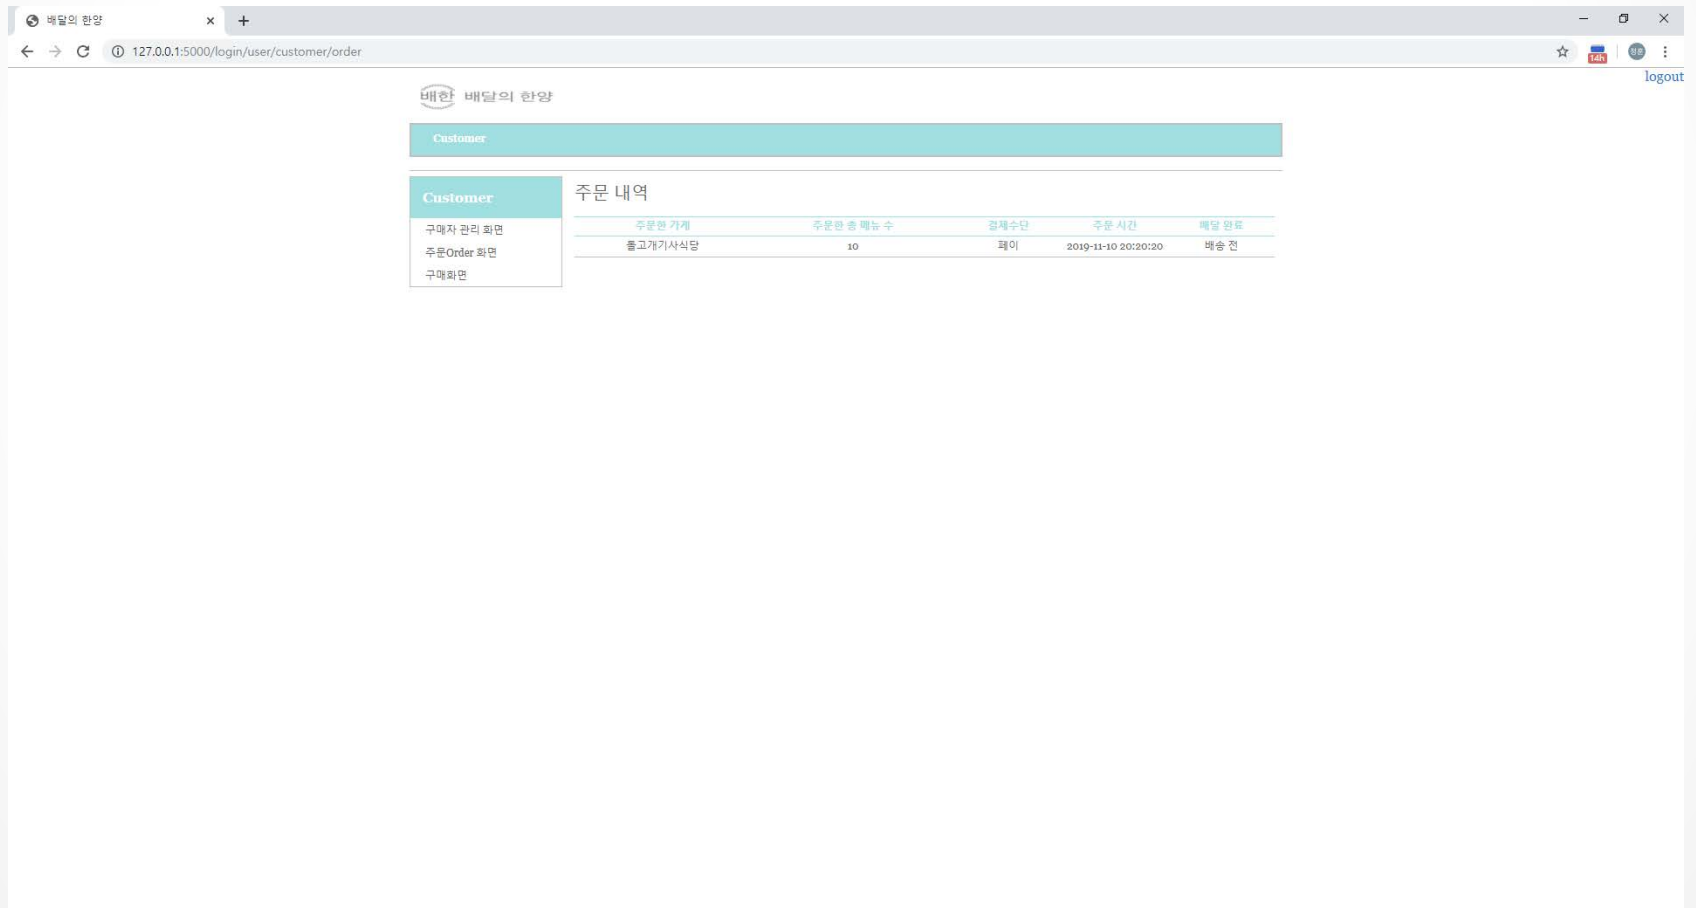 배달의 한양
127.0.0.1:5000/login/user/customer/order
14h
logout
배한 배달의 한양
Customer
Customer
구매자 관리 화면
주문Order 화면
구매화면
주문 내역
주문한 가게 주문한 총 메뉴 수 결제수단 주문 시간 배달 완료
불고개기사식당 10 페이 2019-11-10 20:20:20 배송 전